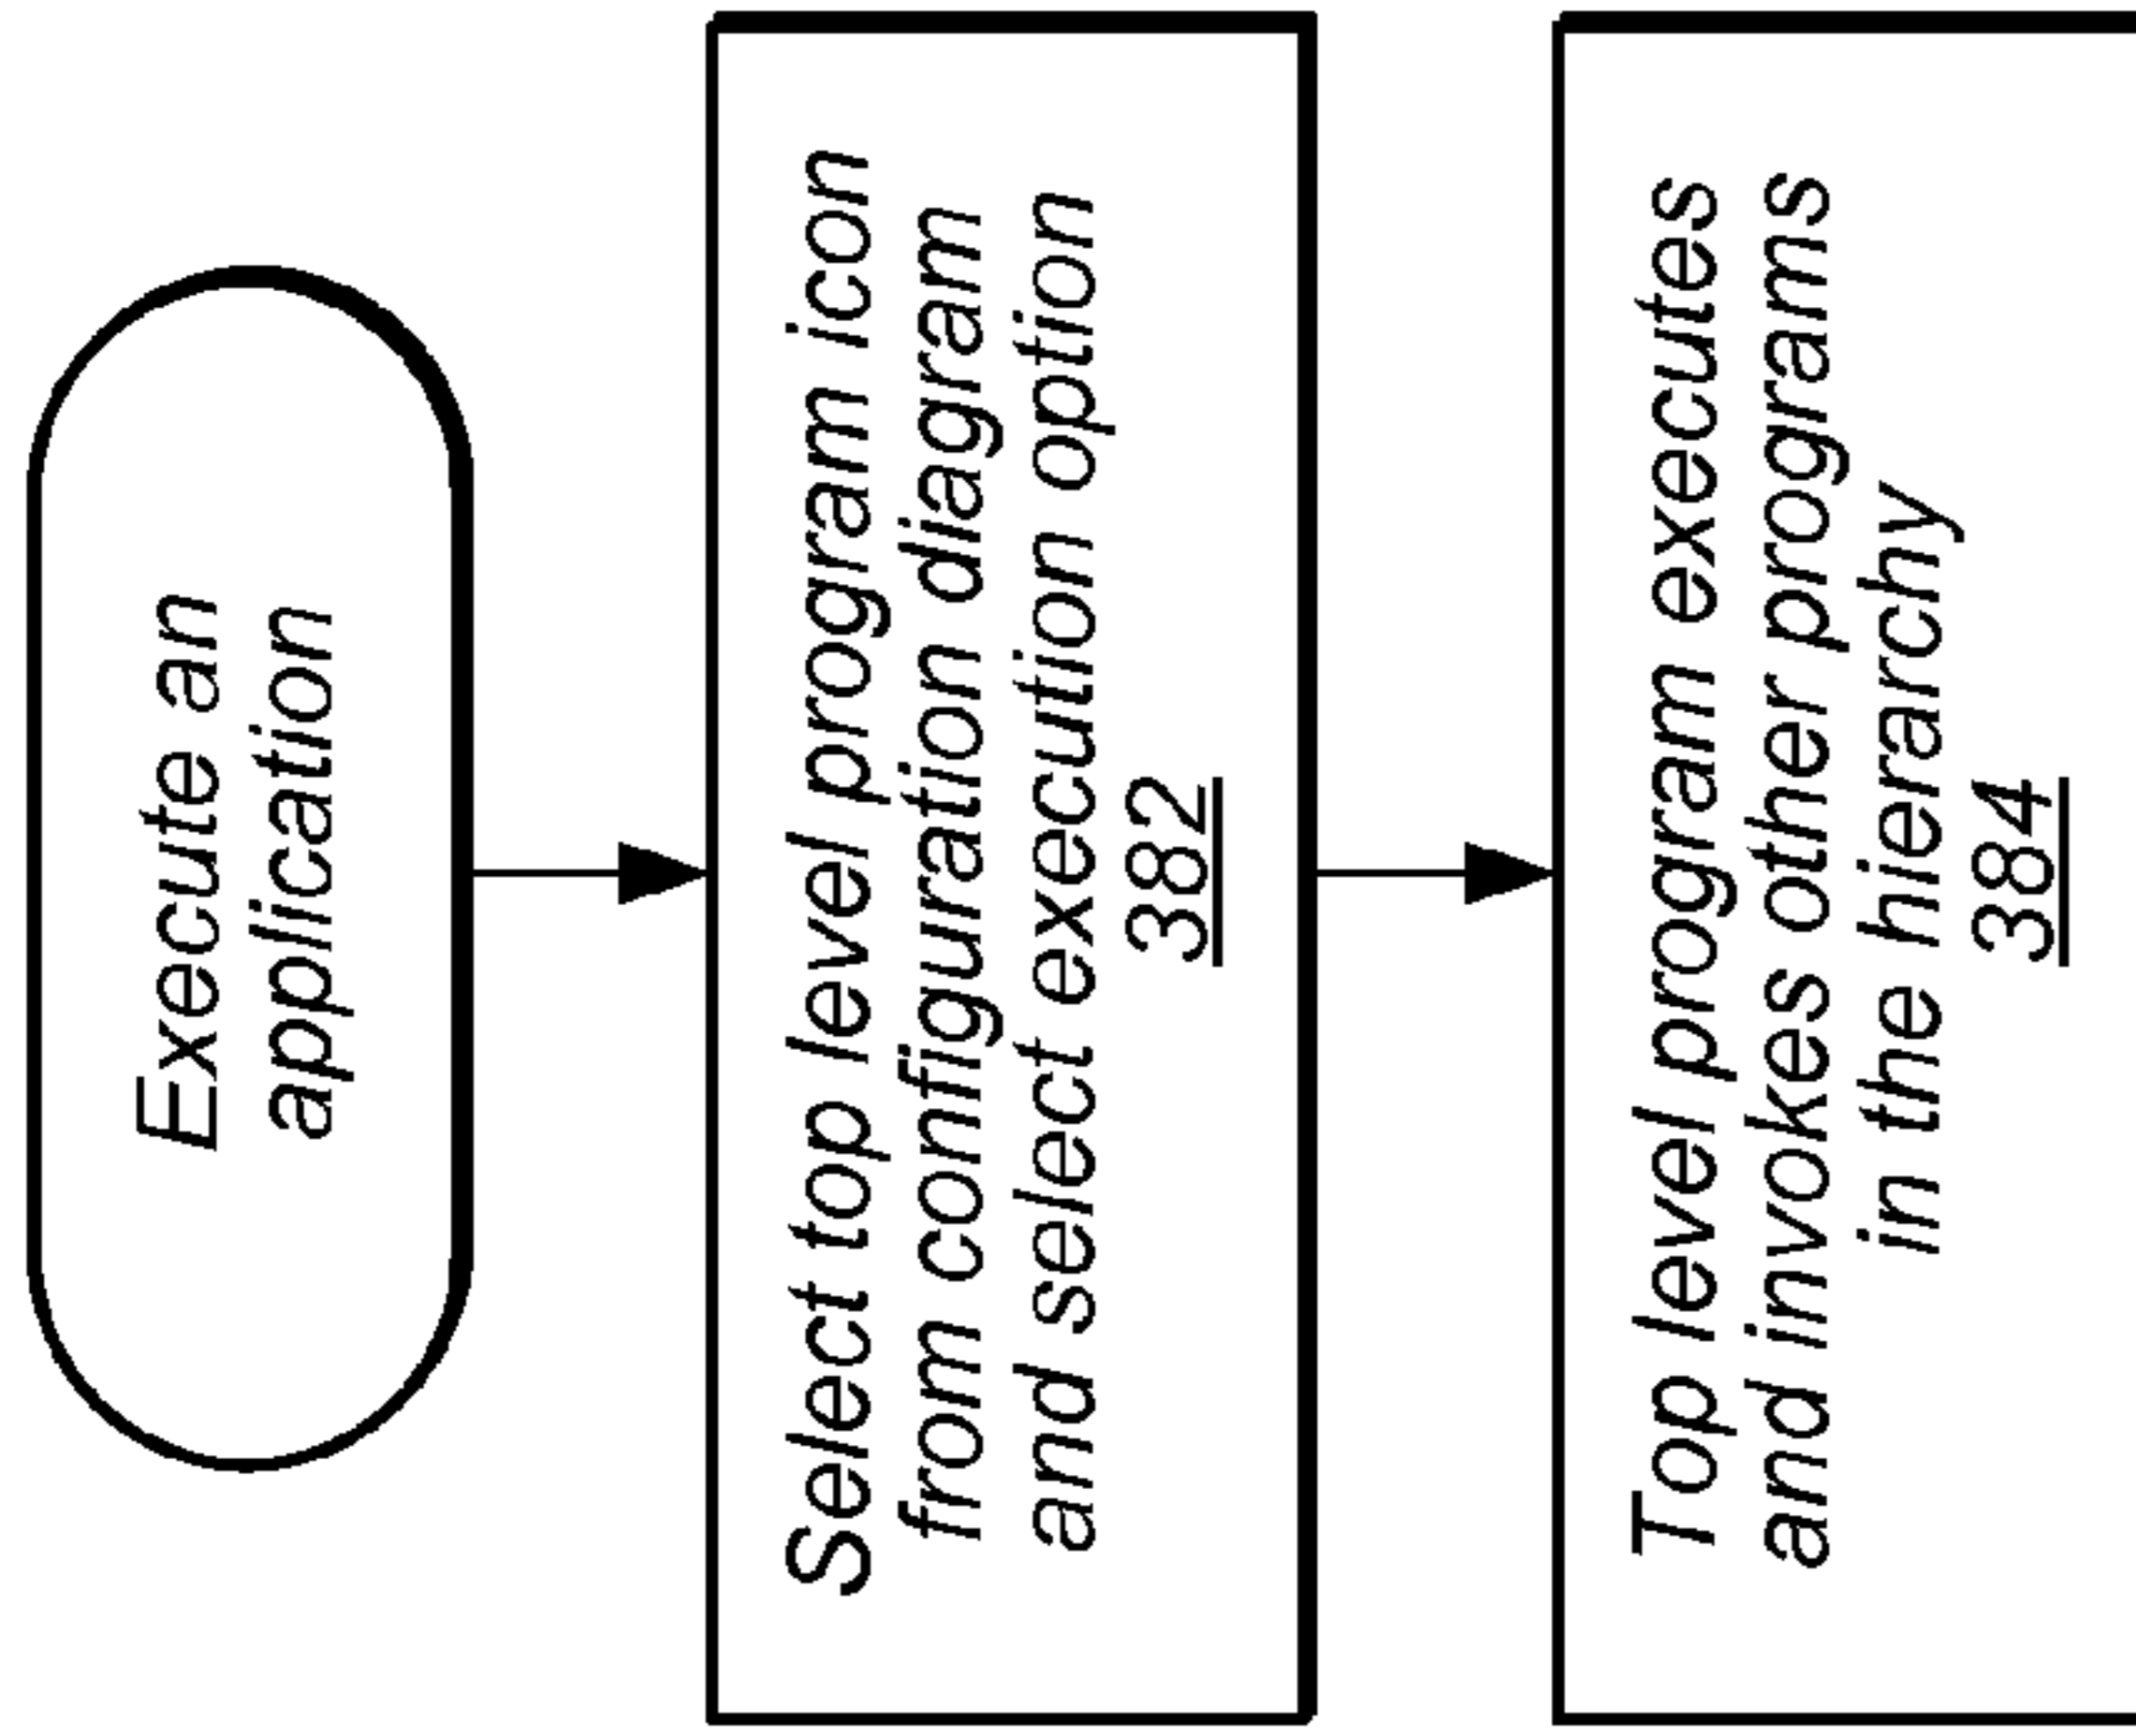 Execute an
application
Select top level program icon
from configuration diagram
and select execution option
382
Top level program executes
and invokes other programs
in the hierarchy
384